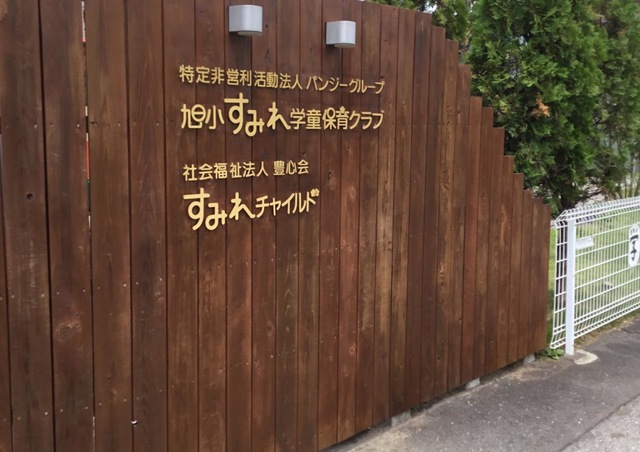 特定非営利活動法人 パンジーグループ
旭小すみれ学童保育クラブ
社会福祉法人 豊心会
すみれチャイルド